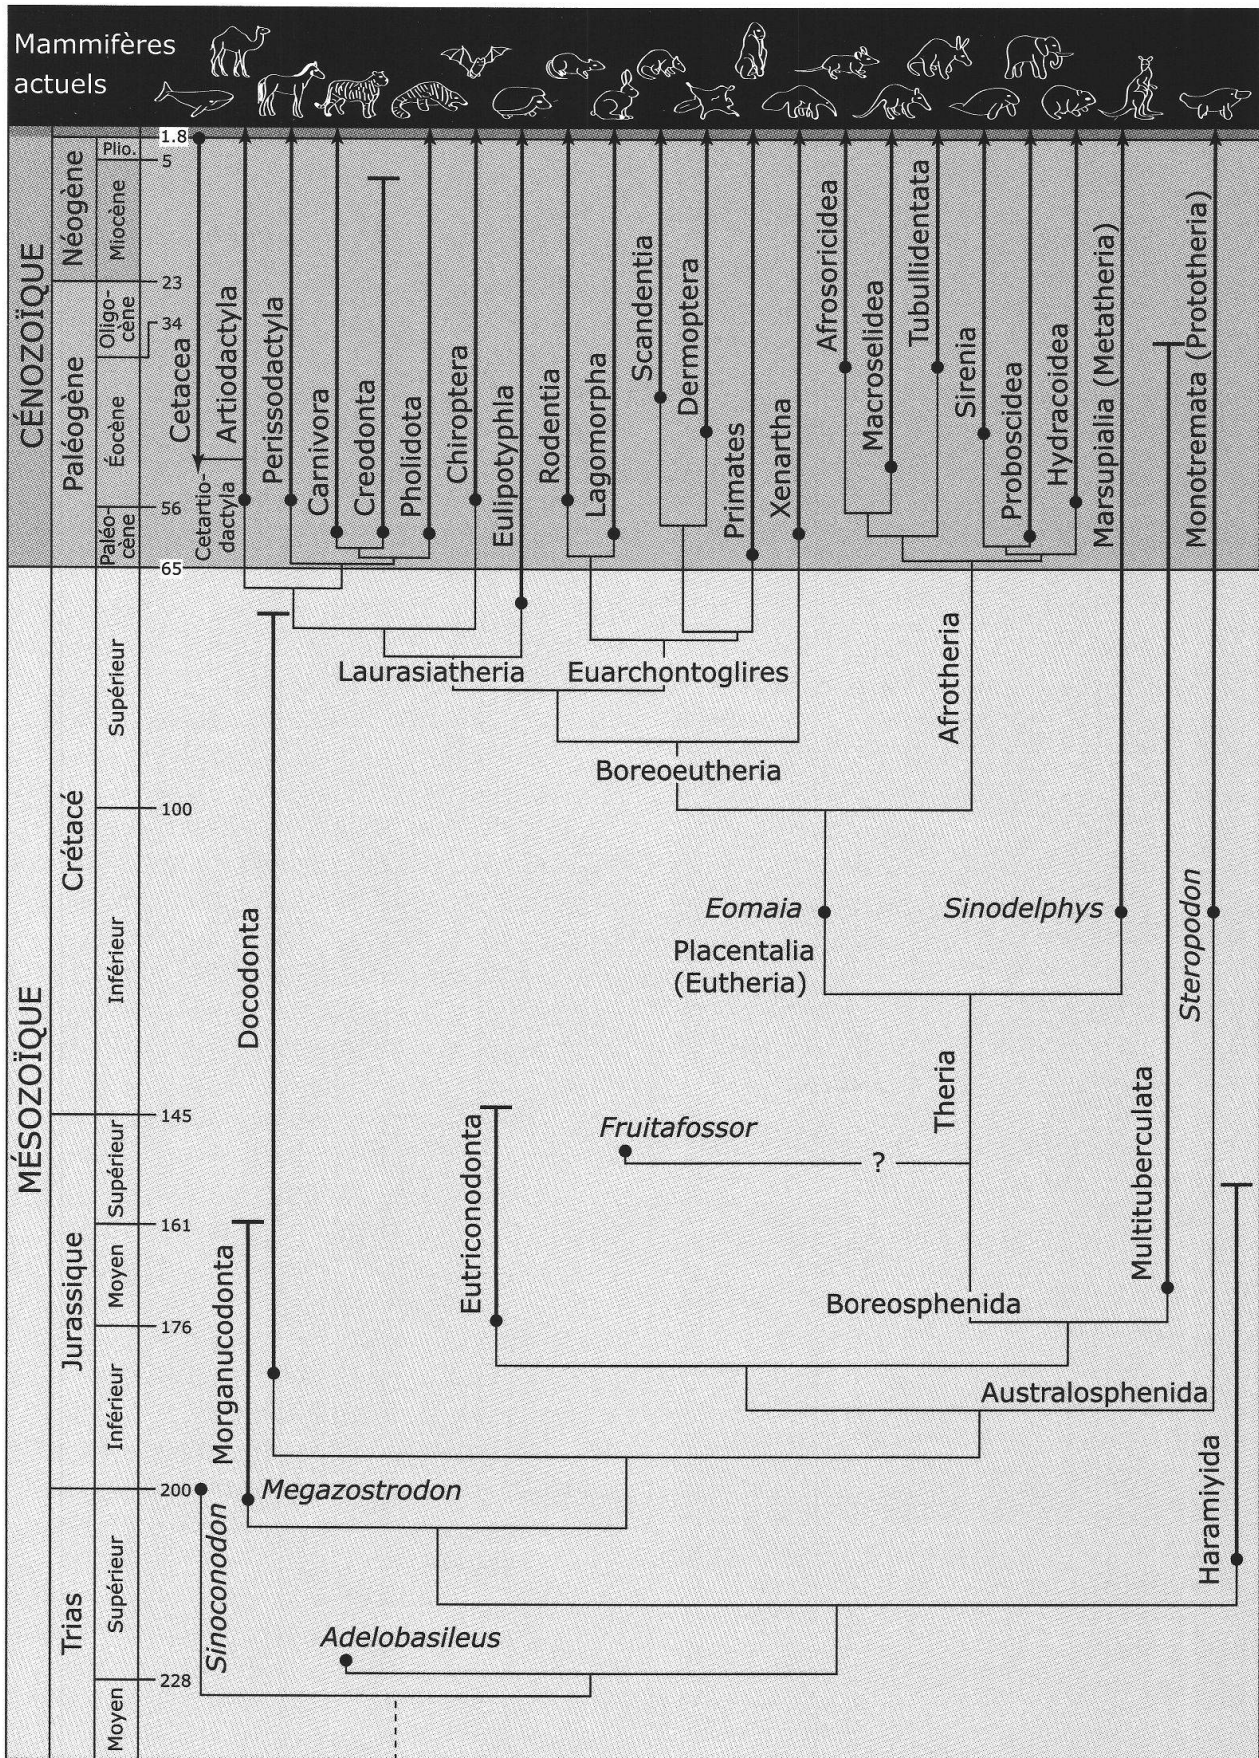 Mammifères
actuels
CÉNOZOÏQUE
Néogène
Paléogène
Plio.
Miocène
Oligo-
cène
Éocène
Paléo-
cène
1.8
5
23
34
56
65
Cetacea
Artiodactyla
Cetartio-
dactyla
Perissodactyla
Carnivora
Creodonta
Pholidota
Chiroptera
Eulipotyphla
Rodentia
Lagomorpha
Scandentia
Dermoptera
Primates
Xenartha
Afrosoricidea
Macroselidea
Tubullidentata
Sirenia
Proboscidea
Hydracoidea
Marsupialia (Metatheria)
Monotremata (Prototheria)
MÉSOZOÏQUE
Crétacé
Supérieur
Inférieur
100
145
Laurasiatheria
Euarchontoglires
Afrotheria
Boreoeutheria
Docodonta
Eomaia
Sinodelphys
Steropodon
Placentalia
(Eutheria)
Theria
Multituberculata
Jurassique
Supérieur
Moyen
Inférieur
161
176
200
Eutriconodonta
Fruitafossor
?
Morganucodonta
Boreosphenida
Australosphenida
Megazostrodon
Haramiyida
Trias
Supérieur
Moyen
228
Sinoconodon
Adelobasileus